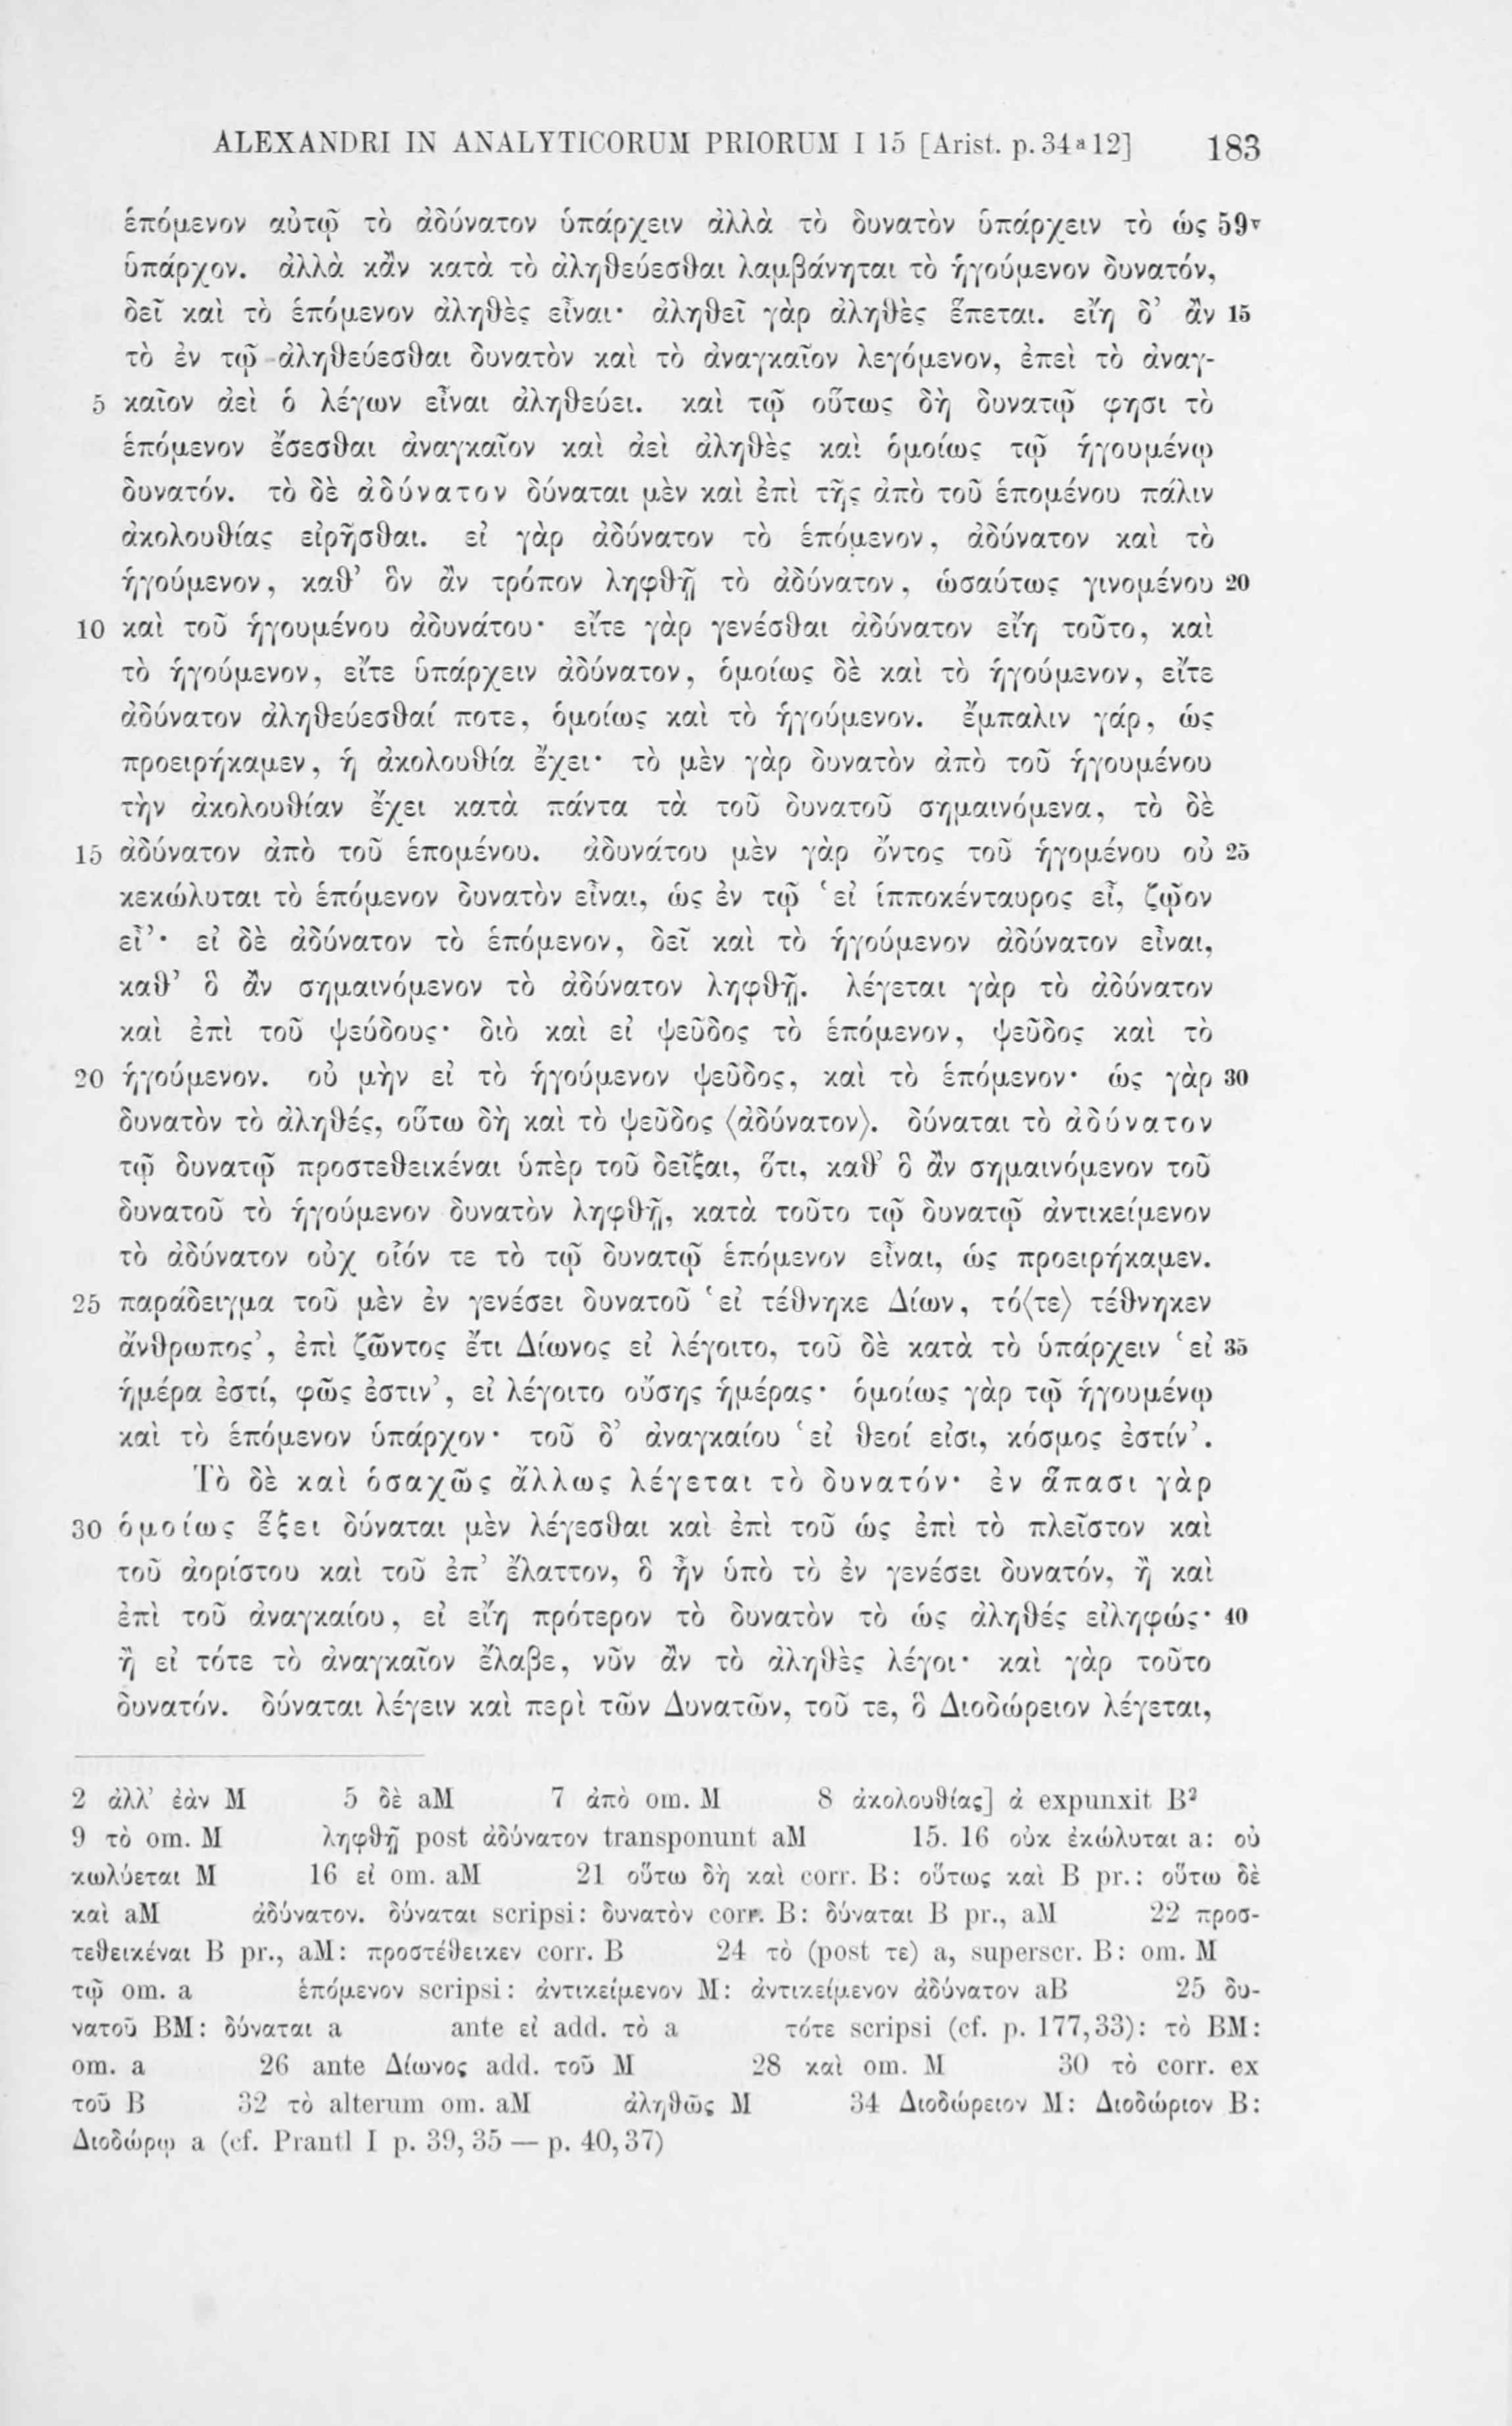 ALEXANDRI IN ANALYTICORUM PRIORUM I 15 [Arist. p. 34ᵃ12] 183
ἑπόμενον αὐτῷ τὸ ἀδύνατον ὑπάρχειν ἀλλὰ τὸ δυνατὸν ὑπάρχειν τὸ ὡς 59ᵛ
ὑπάρχον. ἀλλὰ κἂν κατὰ τὸ ἀληθεύεσθαι λαμβάνηται τὸ ἡγούμενον δυνατόν,
δεῖ καὶ τὸ ἑπόμενον ἀληθὲς εἶναι· ἀληθεῖ γὰρ ἀληθὲς ἕπεται. εἴη δ’ ἂν 15
τὸ ἐν τῷ ἀληθεύεσθαι δυνατὸν καὶ τὸ ἀναγκαῖον λεγόμενον, ἐπεὶ τὸ ἀναγ-
5 καῖον ἀεὶ ὁ λέγων εἶναι ἀληθεύει. καὶ τῷ οὕτως δὴ δυνατῷ φησι τὸ
ἑπόμενον ἔσεσθαι ἀναγκαῖον καὶ ἀεὶ ἀληθὲς καὶ ὁμοίως τῷ ἡγουμένῳ
δυνατόν. τὸ δὲ ἀδύνατον δύναται μὲν καὶ ἐπὶ τῆς ἀπὸ τοῦ ἑπομένου πάλιν
ἀκολουθίας εἰρῆσθαι. εἰ γὰρ ἀδύνατον τὸ ἑπόμενον, ἀδύνατον καὶ τὸ
ἡγούμενον, καθ’ ὃν ἂν τρόπον ληφθῇ τὸ ἀδύνατον, ὡσαύτως γινομένου 20
10 καὶ τοῦ ἡγουμένου ἀδυνάτου· εἴτε γὰρ γενέσθαι ἀδύνατον εἴη τοῦτο, καὶ
τὸ ἡγούμενον, εἴτε ὑπάρχειν ἀδύνατον, ὁμοίως δὲ καὶ τὸ ἡγούμενον, εἴτε
ἀδύνατον ἀληθεύεσθαί ποτε, ὁμοίως καὶ τὸ ἡγούμενον. ἔμπαλιν γάρ, ὡς
προειρήκαμεν, ἡ ἀκολουθία ἔχει· τὸ μὲν γὰρ δυνατὸν ἀπὸ τοῦ ἡγουμένου
τὴν ἀκολουθίαν ἔχει κατὰ πάντα τὰ τοῦ δυνατοῦ σημαινόμενα, τὸ δὲ
15 ἀδύνατον ἀπὸ τοῦ ἑπομένου. ἀδυνάτου μὲν γὰρ ὄντος τοῦ ἡγομένου οὐ 25
κεκώλυται τὸ ἑπόμενον δυνατὸν εἶναι, ὡς ἐν τῷ ‘εἰ ἱπποκένταυρος εἶ, ζῷον
εἶ’· εἰ δὲ ἀδύνατον τὸ ἑπόμενον, δεῖ καὶ τὸ ἡγούμενον ἀδύνατον εἶναι,
καθ’ ὃ ἂν σημαινόμενον τὸ ἀδύνατον ληφθῇ. λέγεται γὰρ τὸ ἀδύνατον
καὶ ἐπὶ τοῦ ψεύδους· διὸ καὶ εἰ ψεῦδος τὸ ἑπόμενον, ψεῦδος καὶ τὸ
20 ἡγούμενον. οὐ μὴν εἰ τὸ ἡγούμενον ψεῦδος, καὶ τὸ ἑπόμενον· ὡς γὰρ 30
δυνατὸν τὸ ἀληθές, οὕτω δὴ καὶ τὸ ψεῦδος ⟨ἀδύνατον⟩. δύναται τὸ ἀδύνατον
τῷ δυνατῷ προστεθεικέναι ὑπὲρ τοῦ δεῖξαι, ὅτι, καθ’ ὃ ἂν σημαινόμενον τοῦ
δυνατοῦ τὸ ἡγούμενον δυνατὸν ληφθῇ, κατὰ τοῦτο τῷ δυνατῷ ἀντικείμενον
τὸ ἀδύνατον οὐχ οἷόν τε τὸ τῷ δυνατῷ ἑπόμενον εἶναι, ὡς προειρήκαμεν.
25 παράδειγμα τοῦ μὲν ἐν γενέσει δυνατοῦ ‘εἰ τέθνηκε Δίων, τό⟨τε⟩ τέθνηκεν
ἄνθρωπος’, ἐπὶ ζῶντος ἔτι Δίωνος εἰ λέγοιτο, τοῦ δὲ κατὰ τὸ ὑπάρχειν ‘εἰ 35
ἡμέρα ἐστί, φῶς ἐστιν’, εἰ λέγοιτο οὔσης ἡμέρας· ὁμοίως γὰρ τῷ ἡγουμένῳ
καὶ τὸ ἑπόμενον ὑπάρχον· τοῦ δ’ ἀναγκαίου ‘εἰ θεοί εἰσι, κόσμος ἐστίν’.
Τὸ δὲ καὶ ὁσαχῶς ἄλλως λέγεται τὸ δυνατόν· ἐν ἅπασι γὰρ
30 ὁμοίως ἕξει δύναται μὲν λέγεσθαι καὶ ἐπὶ τοῦ ὡς ἐπὶ τὸ πλεῖστον καὶ
τοῦ ἀορίστου καὶ τοῦ ἐπ’ ἔλαττον, ὃ ἦν ὑπὸ τὸ ἐν γενέσει δυνατόν, ἢ καὶ
ἐπὶ τοῦ ἀναγκαίου, εἰ εἴη πρότερον τὸ δυνατὸν τὸ ὡς ἀληθές εἰληφώς· 40
ἢ εἰ τότε τὸ ἀναγκαῖον ἔλαβε, νῦν ἂν τὸ ἀληθὲς λέγοι· καὶ γὰρ τοῦτο
δυνατόν. δύναται λέγειν καὶ περὶ τῶν Δυνατῶν, τοῦ τε, ὃ Διοδώρειον λέγεται,
2 ἀλλ’ ἐὰν M 5 δὲ aM 7 ἀπὸ om. M 8 ἀκολουθίας] ἀ expunxit B²
9 τὸ om. M ληφθῇ post ἀδύνατον transponunt aM 15. 16 οὐκ ἐκώλυται a: οὐ
κωλύεται M 16 εἰ om. aM 21 οὕτω δὴ καὶ corr. B: οὕτως καὶ B pr.: οὕτω δὲ
καὶ aM ἀδύνατον. δύναται scripsi: δυνατὸν corr. B: δύναται B pr., aM 22 προσ-
τεθεικέναι B pr., aM: προστέθεικεν corr. B 24 τὸ (post τε) a, superscr. B: om. M
τῷ om. a ἑπόμενον scripsi: ἀντικείμενον M: ἀντικείμενον ἀδύνατον aB 25 δυ-
νατοῦ BM: δύναται a ante εἰ add. τὸ a τότε scripsi (cf. p. 177,33): τὸ BM:
om. a 26 ante Δίωνος add. τοῦ M 28 καὶ om. M 30 τὸ corr. ex
τοῦ B 32 τὸ alterum om. aM ἀληθῶς M 34 Διοδώρειον M: Διοδώριον B:
Διοδώρῳ a (cf. Prantl I p. 39,35 — p. 40,37)